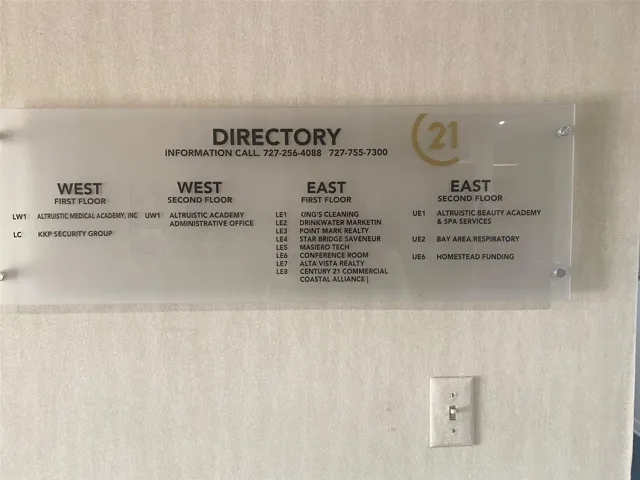 DIRECTORY
INFORMATION CALL. 727-256-4088 727-755-7300
C21
WEST
FIRST FLOOR
LW1 ALTRUISTIC MEDICAL ACADEMY, INC
LC KKP SECURITY GROUP
WEST
SECOND FLOOR
UW1 ALTRUISTIC ACADEMY
ADMINISTRATIVE OFFICE
EAST
FIRST FLOOR
LE1 KING'S CLEANING
LE2 DRINKWATER MARKETIN
LE3 POINT MARK REALTY
LE4 STAR BRIDGE SAVENEUR
LE5 MASIERO TECH
LE6 CONFERENCE ROOM
LE7 ALTA VISTA REALTY
LE8 CENTURY 21 COMMERCIAL
COASTAL ALLIANCE |
EAST
SECOND FLOOR
UE1 ALTRUISTIC BEAUTY ACADEMY
& SPA SERVICES
UE2 BAY AREA RESPIRATORY
UE6 HOMESTEAD FUNDING